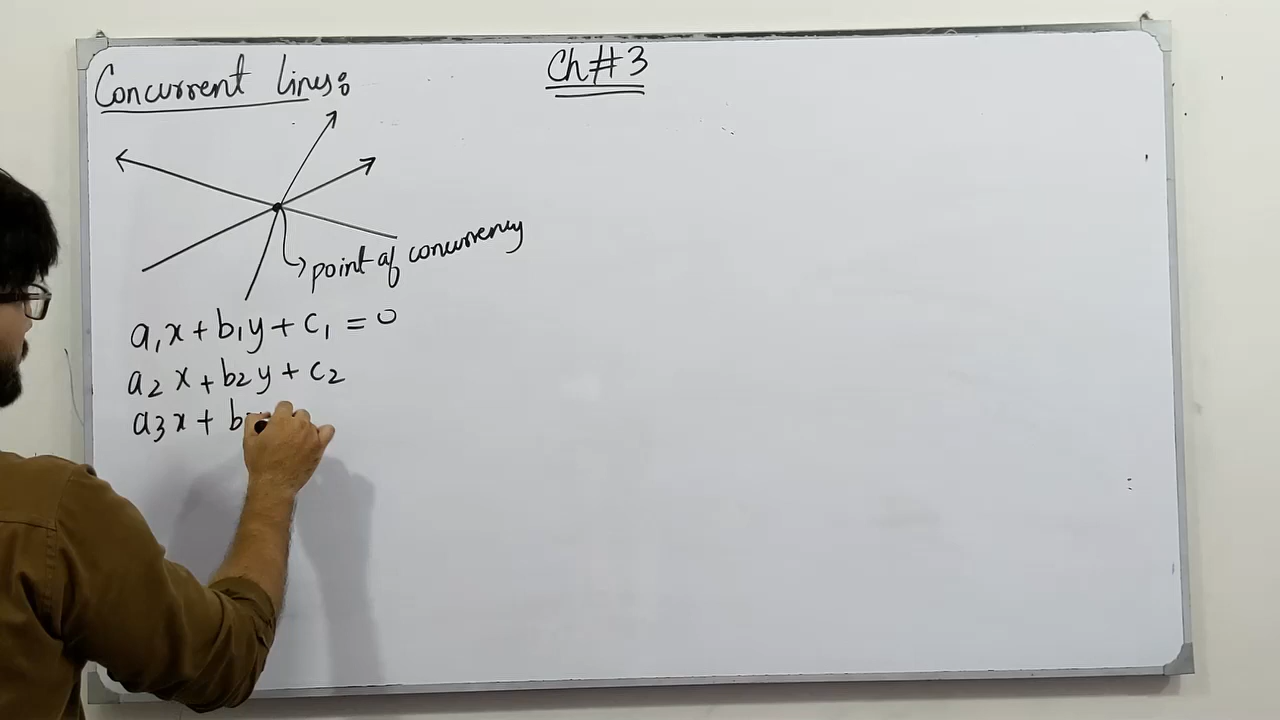 Concurrent lines:
Ch # 3
point of concurrency
a₁x + b₁y + c₁ = 0
a₂x + b₂y + c₂
a₃x + b